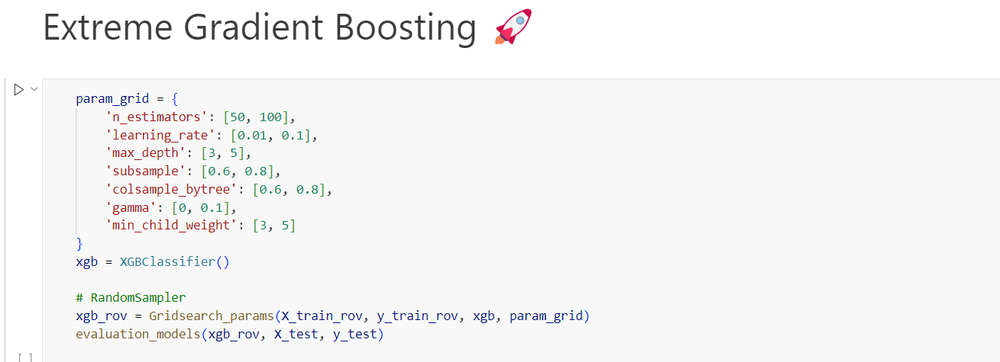 Extreme Gradient Boosting 🚀
param_grid = {
    'n_estimators': [50, 100],
    'learning_rate': [0.01, 0.1],
    'max_depth': [3, 5],
    'subsample': [0.6, 0.8],
    'colsample_bytree': [0.6, 0.8],
    'gamma': [0, 0.1],
    'min_child_weight': [3, 5]
}
xgb = XGBClassifier()
# RandomSampler
xgb_rov = Gridsearch_params(X_train_rov, y_train_rov, xgb, param_grid)
evaluation_models(xgb_rov, X_test, y_test)
[ ]